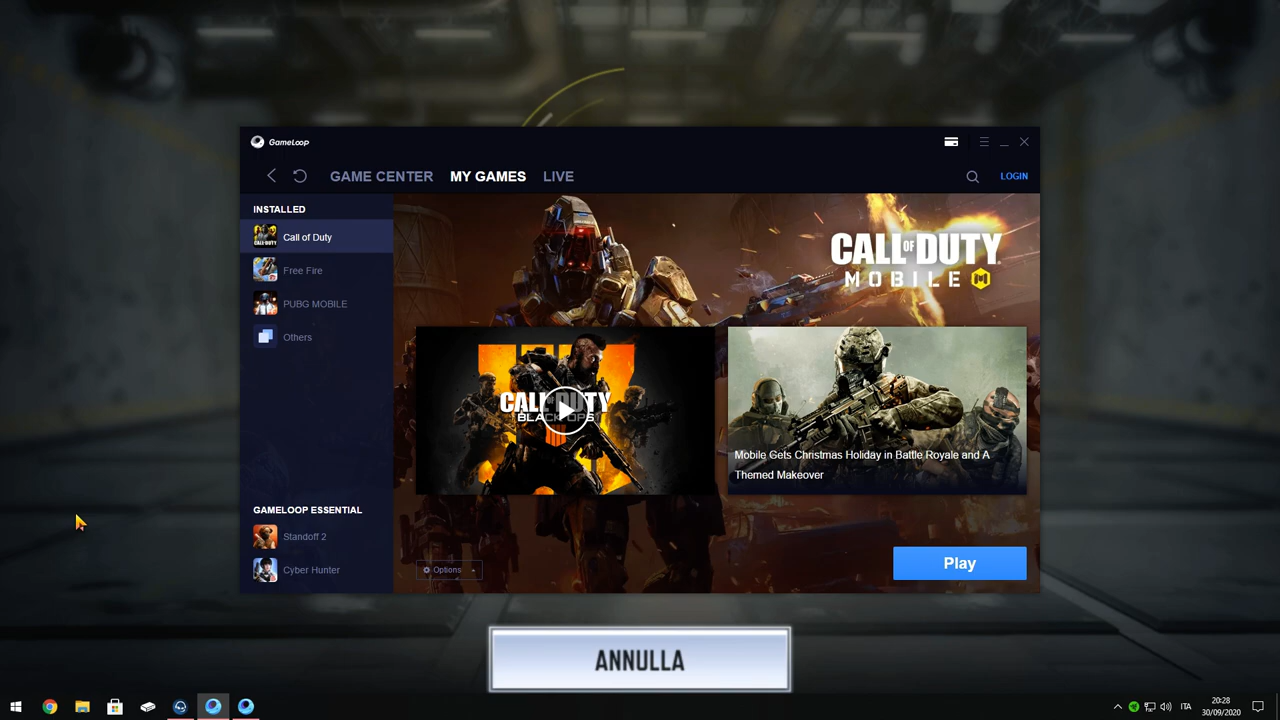 GameLoop
GAME CENTER MY GAMES LIVE
LOGIN
INSTALLED
Call of Duty
Free Fire
PUBG MOBILE
Others
CALL OF DUTY
MOBILE
CALL OF DUTY
BLACK OPS
Mobile Gets Christmas Holiday in Battle Royale and A
Themed Makeover
GAMELOOP ESSENTIAL
Standoff 2
Cyber Hunter
Options
Play
ANNULLA
ITA
20:28
30/09/2020